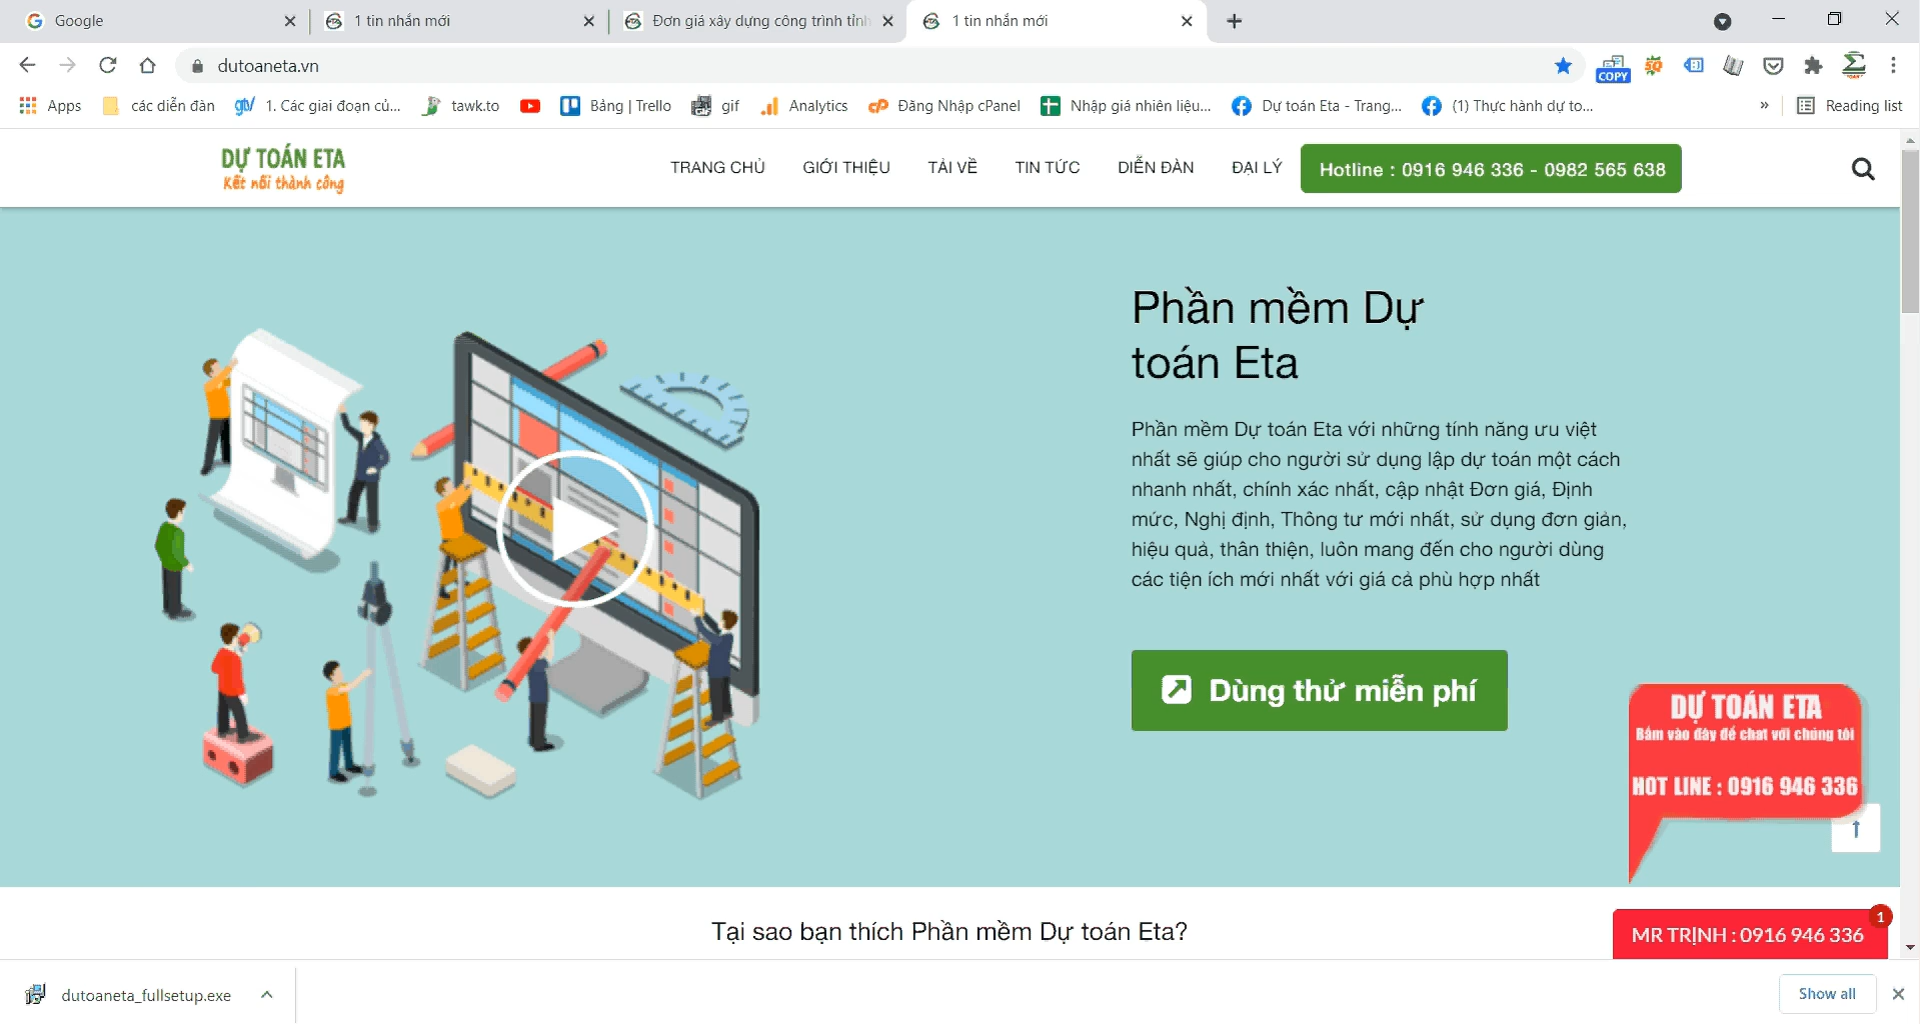 Google
1 tin nhắn mới
Đơn giá xây dựng công trình tỉnh
1 tin nhắn mới
dutoaneta.vn
COPY
Apps
các diễn đàn
gtv
1. Các giai đoạn củ...
tawk.to
Bảng | Trello
gif
Analytics
cP
Đăng Nhập cPanel
Nhập giá nhiên liệu...
Dự toán Eta - Trang...
(1) Thực hành dự to...
»
Reading list
DỰ TOÁN ETA
Kết nối thành công
TRANG CHỦ
GIỚI THIỆU
TẢI VỀ
TIN TỨC
DIỄN ĐÀN
ĐẠI LÝ
Hotline : 0916 946 336 - 0982 565 638
Phần mềm Dự
toán Eta
Phần mềm Dự toán Eta với những tính năng ưu việt
nhất sẽ giúp cho người sử dụng lập dự toán một cách
nhanh nhất, chính xác nhất, cập nhật Đơn giá, Định
mức, Nghị định, Thông tư mới nhất, sử dụng đơn giản,
hiệu quả, thân thiện, luôn mang đến cho người dùng
các tiện ích mới nhất với giá cả phù hợp nhất
Dùng thử miễn phí
DỰ TOÁN ETA
Bấm vào đây để chat với chúng tôi
HOT LINE : 0916 946 336
Tại sao bạn thích Phần mềm Dự toán Eta?
1
MR TRỊNH : 0916 946 336
dutoaneta_fullsetup.exe
Show all